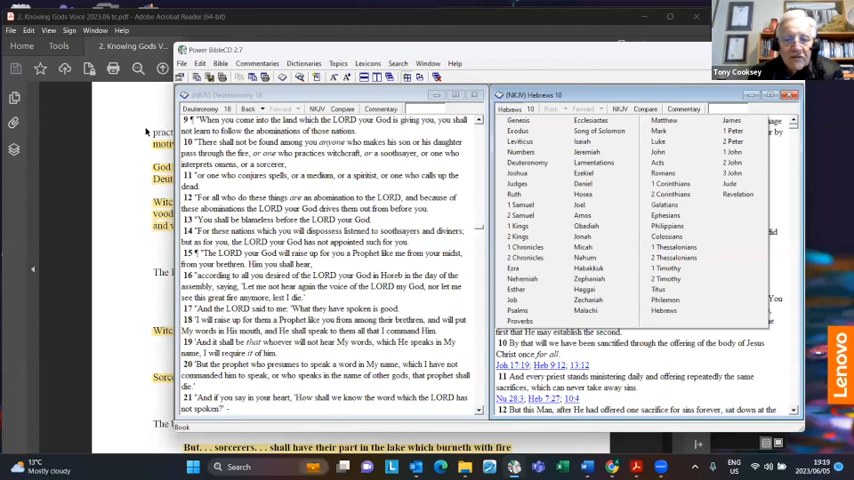 2. Knowing Gods Voice 2023.06 tc.pdf - Adobe Acrobat Reader (64-bit)
File Edit View Sign Window Help
Home Tools 2. Knowing Gods V
Power BibleCD 2.7
File Bible Commentaries Dictionaries Topics Lexicons Search Window Help
(NKJV) Deuteronomy 18
Deuteronomy 18 Back Forward NKJV Compare Commentary
9 ¶ "When you come into the land which the LORD your God is giving you, you shall
not learn to follow the abominations of those nations.
10 "There shall not be found among you anyone who makes his son or his daughter
pass through the fire, or one who practices witchcraft, or a soothsayer, or one who
interprets omens, or a sorcerer,
11 "or one who conjures spells, or a medium, or a spiritist, or one who calls up the
dead.
12 "For all who do these things are an abomination to the LORD, and because of
these abominations the LORD your God drives them out from before you.
13 "You shall be blameless before the LORD your God.
14 "For these nations which you will dispossess listened to soothsayers and diviners;
but as for you, the LORD your God has not appointed such for you.
15 ¶ "The LORD your God will raise up for you a Prophet like me from your midst,
from your brethren. Him you shall hear,
16 "according to all you desired of the LORD your God in Horeb in the day of the
assembly, saying, 'Let me not hear again the voice of the LORD my God, nor let me
see this great fire anymore, lest I die.'
17 "And the LORD said to me: 'What they have spoken is good.
18 'I will raise up for them a Prophet like you from among their brethren, and will put
My words in His mouth, and He shall speak to them all that I command Him.
19 'And it shall be that whoever will not hear My words, which He speaks in My
name, I will require it of him.
20 'But the prophet who presumes to speak a word in My name, which I have not
commanded him to speak, or who speaks in the name of other gods, that prophet shall
die.'
21 "And if you say in your heart, 'How shall we know the word which the LORD has
not spoken?' -
(NKJV) Hebrews 10
Hebrews 10 Back Forward NKJV Compare Commentary
Genesis Ecclesiastes Matthew James
Exodus Song of Solomon Mark 1 Peter
Leviticus Isaiah Luke 2 Peter
Numbers Jeremiah John 1 John
Deuteronomy Lamentations Acts 2 John
Joshua Ezekiel Romans 3 John
Judges Daniel 1 Corinthians Jude
Ruth Hosea 2 Corinthians Revelation
1 Samuel Joel Galatians
2 Samuel Amos Ephesians
1 Kings Obadiah Philippians
2 Kings Jonah Colossians
1 Chronicles Micah 1 Thessalonians
2 Chronicles Nahum 2 Thessalonians
Ezra Habakkuk 1 Timothy
Nehemiah Zephaniah 2 Timothy
Esther Haggai Titus
Job Zechariah Philemon
Psalms Malachi Hebrews
Proverbs
first that He may establish the second.
10 By that will we have been sanctified through the offering of the body of Jesus
Christ once for all.
Joh 17:19; Heb 9:12; 13:12
11 And every priest stands ministering daily and offering repeatedly the same
sacrifices, which can never take away sins.
Nu 28:3; Heb 7:27; 10:4
12 But this Man, after He had offered one sacrifice for sins forever, sat down at the
Book
pract
motiv
God
Deut
Witc
vood
and v
The
Witc
Sorc
The
But. . . sorcerers. . . shall have their part in the lake which burneth with fire
Tony Cooksey
Lenovo
13°C
Mostly cloudy
Search
ENG
US
19:19
2023/06/05